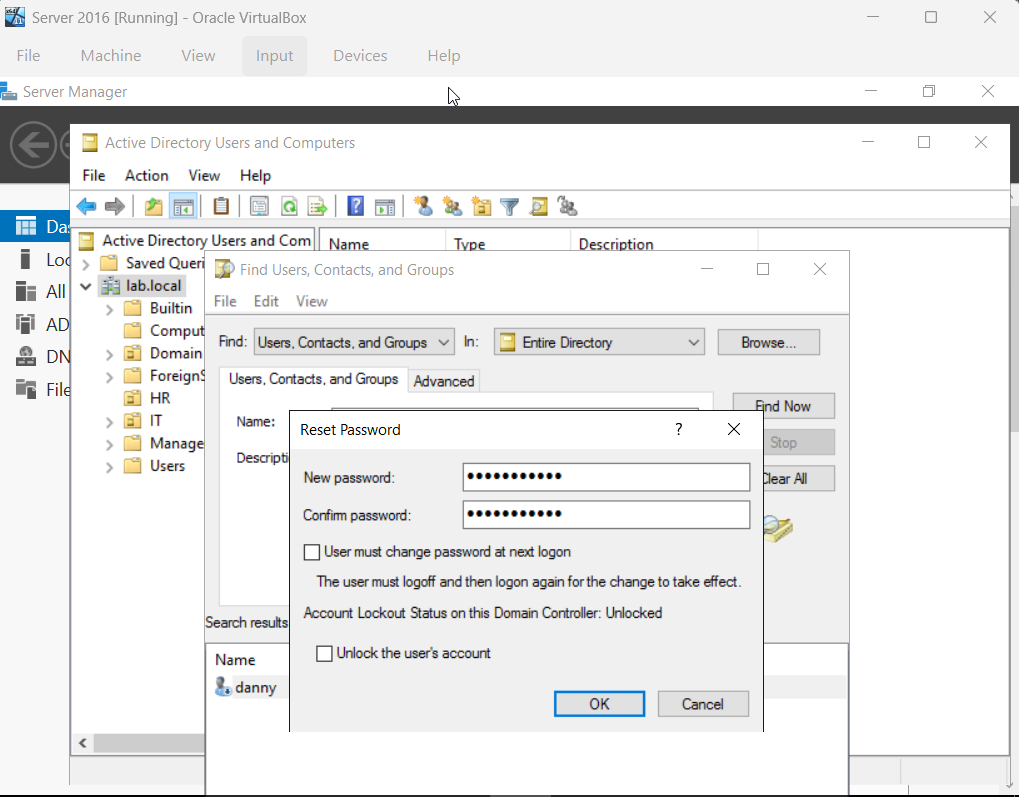 Server 2016 [Running] - Oracle VirtualBox
File Machine View Input Devices Help
Server Manager
Active Directory Users and Computers
File Action View Help
Active Directory Users and Com
Name Type Description
Saved Queri
lab.local
Builtin
Comput
Domain
ForeignS
HR
IT
Manage
Users
Das
Loc
All
AD
DN
File
Find Users, Contacts, and Groups
File Edit View
Find: Users, Contacts, and Groups In: Entire Directory Browse...
Users, Contacts, and Groups Advanced
Name:
Descripti
Find Now
Stop
Clear All
Search results
Name
danny
Reset Password ?
New password: ●●●●●●●●●●●
Confirm password: ●●●●●●●●●●●
User must change password at next logon
The user must logoff and then logon again for the change to take effect.
Account Lockout Status on this Domain Controller: Unlocked
Unlock the user's account
OK Cancel